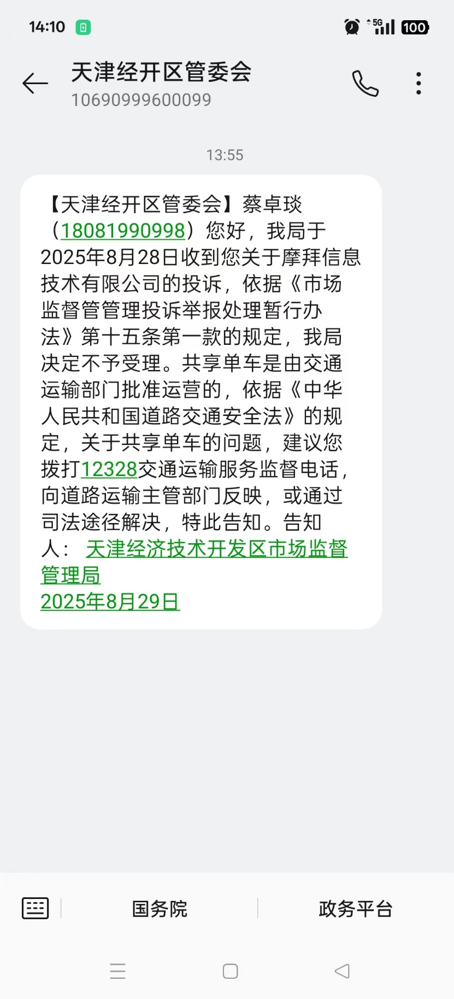 14:10
5G
100
天津经开区管委会
10690999600099
13:55
【天津经开区管委会】蔡卓琰
（18081990998）您好，我局于
2025年8月28日收到您关于摩拜信息
技术有限公司的投诉，依据《市场
监督管管理投诉举报处理暂行办
法》第十五条第一款的规定，我局
决定不予受理。共享单车是由交通
运输部门批准运营的，依据《中华
人民共和国道路交通安全法》的规
定，关于共享单车的问题，建议您
拨打12328交通运输服务监督电话，
向道路运输主管部门反映，或通过
司法途径解决，特此告知。告知
人： 天津经济技术开发区市场监督
管理局
2025年8月29日
国务院
政务平台